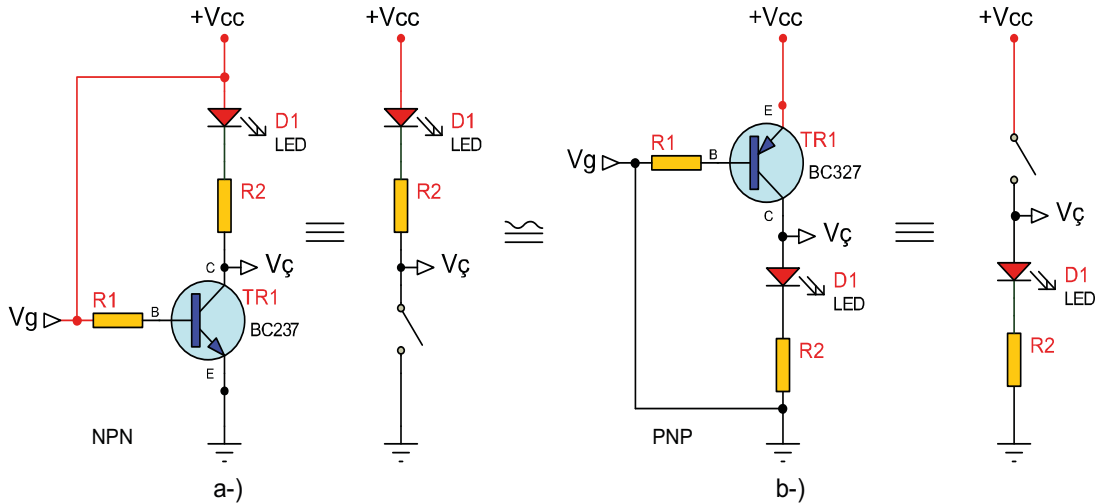 +Vcc
D1
LED
R2
C
Vç
TR1
R1
B
Vg
BC237
E
NPN
a-)
+Vcc
D1
LED
R2
Vç
+Vcc
E
TR1
R1
B
Vg
BC327
C
Vç
D1
LED
R2
PNP
b-)
+Vcc
Vç
D1
LED
R2